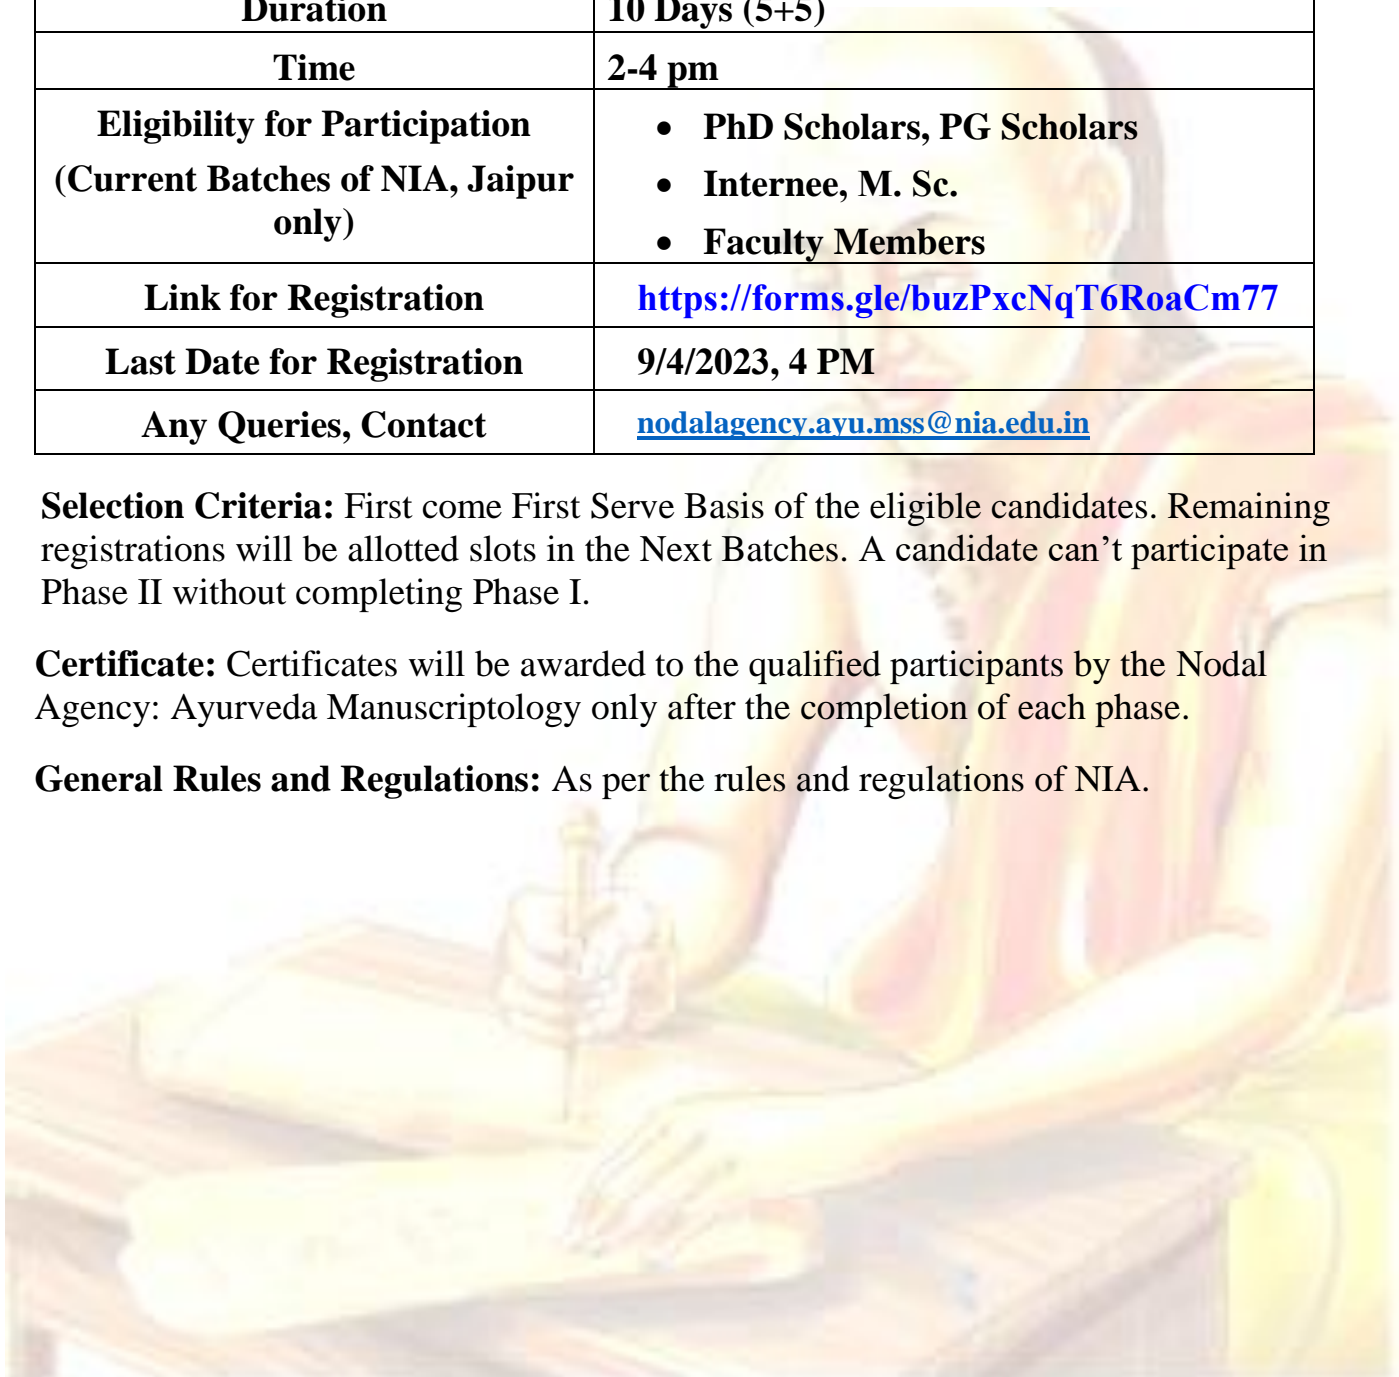 Duration 10 Days (5+5)
Time 2-4 pm
Eligibility for Participation
(Current Batches of NIA, Jaipur
only)
• PhD Scholars, PG Scholars
• Internee, M. Sc.
• Faculty Members
Link for Registration https://forms.gle/buzPxcNqT6RoaCm77
Last Date for Registration 9/4/2023, 4 PM
Any Queries, Contact nodalagency.ayu.mss@nia.edu.in
Selection Criteria: First come First Serve Basis of the eligible candidates. Remaining
registrations will be allotted slots in the Next Batches. A candidate can’t participate in
Phase II without completing Phase I.
Certificate: Certificates will be awarded to the qualified participants by the Nodal
Agency: Ayurveda Manuscriptology only after the completion of each phase.
General Rules and Regulations: As per the rules and regulations of NIA.